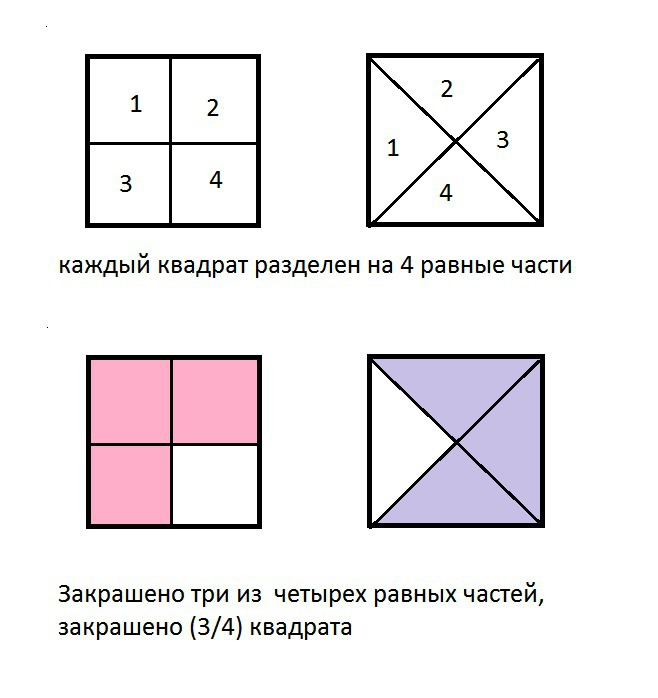 1 2
3 4
2
1 3
4
каждый квадрат разделен на 4 равные части
Закрашено три из четырех равных частей,
закрашено (3/4) квадрата